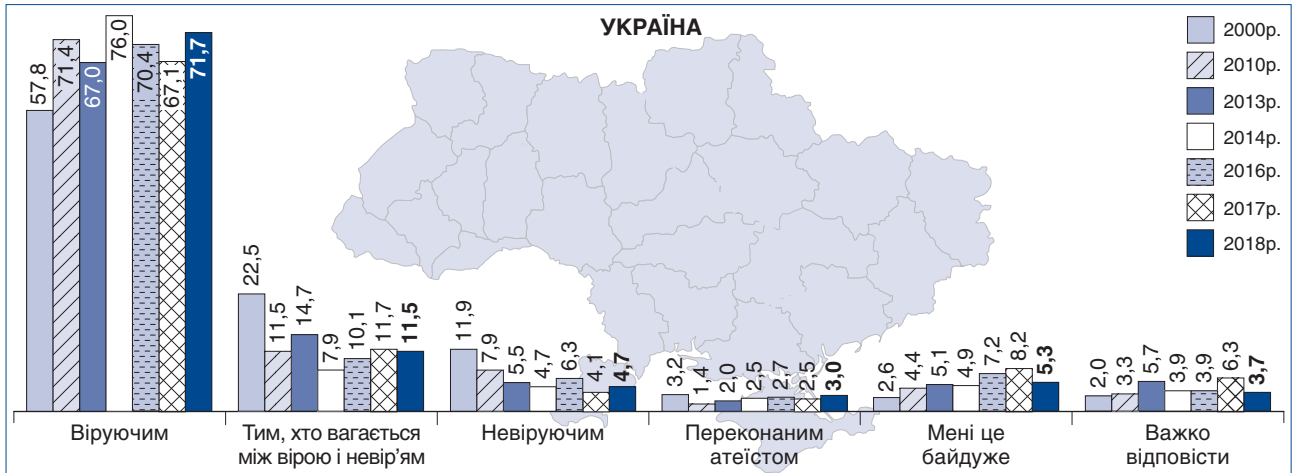 УКРАЇНА
2000р.
2010р.
2013р.
2014р.
2016р.
2017р.
2018р.
57,8
71,4
67,0
76,0
70,4
67,1
71,7
22,5
11,5
14,7
7,9
10,1
11,7
11,5
11,9
7,9
5,5
4,7
6,3
4,1
4,7
3,2
1,4
2,0
2,5
2,7
2,5
3,0
2,6
4,4
5,1
4,9
7,2
8,2
5,3
2,0
3,3
5,7
3,9
3,9
6,3
3,7
Віруючим
Тим, хто вагається
між вірою і невір'ям
Невіруючим
Переконаним
атеїстом
Мені це
байдуже
Важко
відповісти